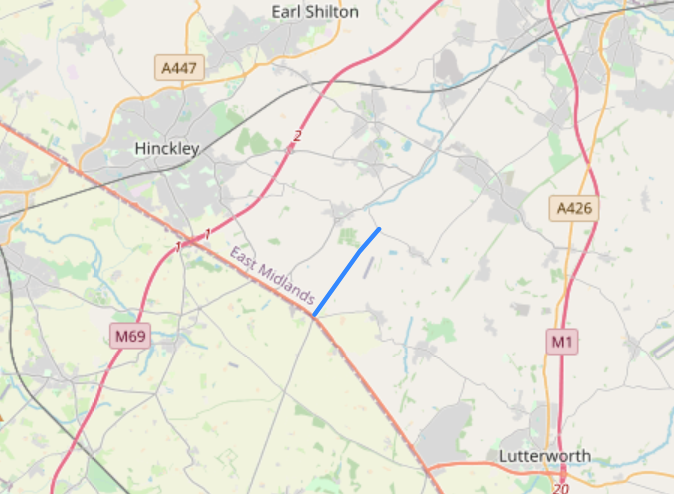 Earl Shilton
A447
2
Hinckley
A426
1
1
East Midlands
M69
M1
Lutterworth
20